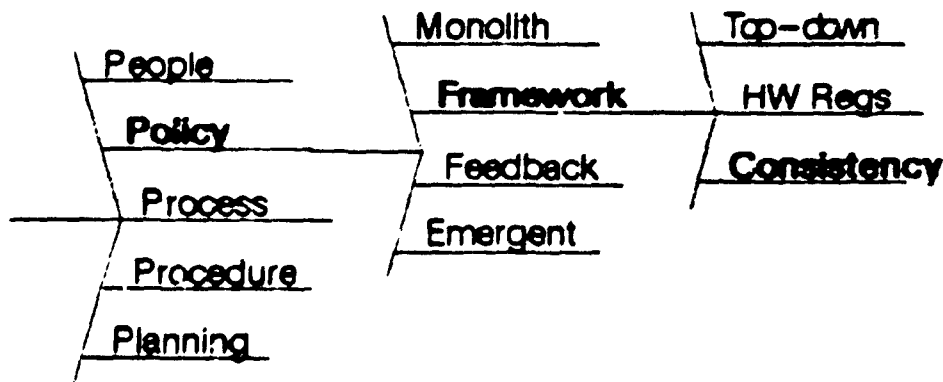 People
Policy
Process
Procedure
Planning
Monolith
Framework
Feedback
Emergent
Top-down
HW Regs
Consistency